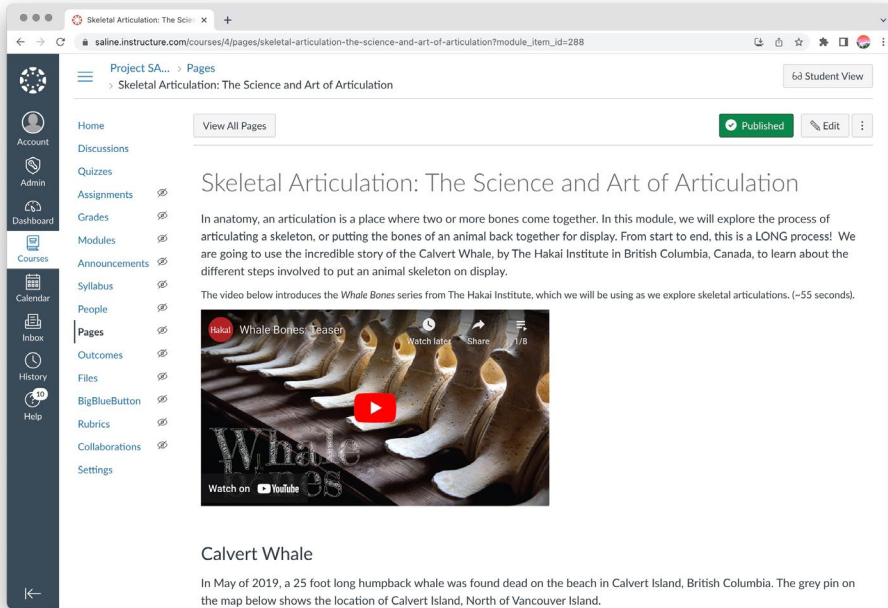 Skeletal Articulation: The Scie
saline.instructure.com/courses/4/pages/skeletal-articulation-the-science-and-art-of-articulation?module_item_id=288
Project SA... > Pages
> Skeletal Articulation: The Science and Art of Articulation
Student View
Account
Admin
Dashboard
Courses
Calendar
Inbox
History
10
Help
Home
Discussions
Quizzes
Assignments
Grades
Modules
Announcements
Syllabus
People
Pages
Outcomes
Files
BigBlueButton
Rubrics
Collaborations
Settings
View All Pages
Published
Edit
Skeletal Articulation: The Science and Art of Articulation
In anatomy, an articulation is a place where two or more bones come together. In this module, we will explore the process of
articulating a skeleton, or putting the bones of an animal back together for display. From start to end, this is a LONG process! We
are going to use the incredible story of the Calvert Whale, by The Hakai Institute in British Columbia, Canada, to learn about the
different steps involved to put an animal skeleton on display.
The video below introduces the Whale Bones series from The Hakai Institute, which we will be using as we explore skeletal articulations. (~55 seconds).
Hakai
Whale Bones: Teaser
Watch later
Share
1/8
Whale
bones
Watch on YouTube
Calvert Whale
In May of 2019, a 25 foot long humpback whale was found dead on the beach in Calvert Island, British Columbia. The grey pin on
the map below shows the location of Calvert Island, North of Vancouver Island.